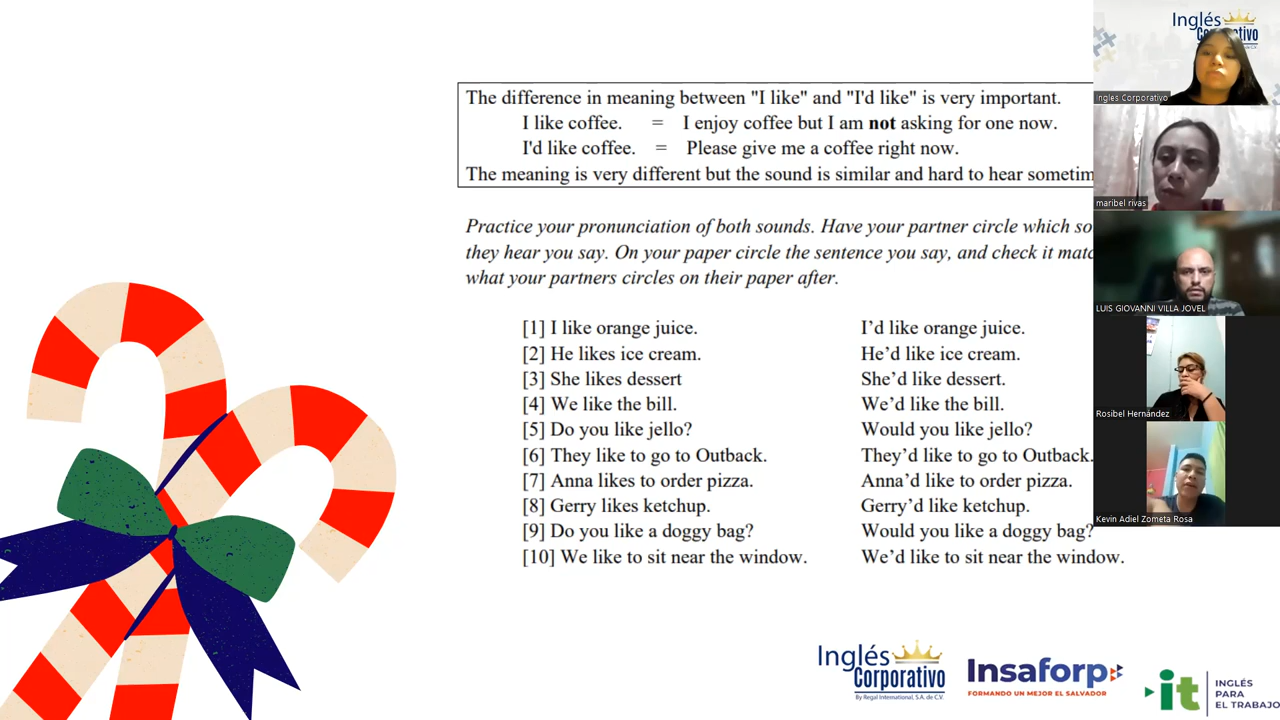 The difference in meaning between "I like" and "I'd like" is very important.
I like coffee. = I enjoy coffee but I am not asking for one now.
I'd like coffee. = Please give me a coffee right now.
The meaning is very different but the sound is similar and hard to hear sometim
Practice your pronunciation of both sounds. Have your partner circle which so
they hear you say. On your paper circle the sentence you say, and check it matc
what your partners circles on their paper after.
[1] I like orange juice. I’d like orange juice.
[2] He likes ice cream. He’d like ice cream.
[3] She likes dessert She’d like dessert.
[4] We like the bill. We’d like the bill.
[5] Do you like jello? Would you like jello?
[6] They like to go to Outback. They’d like to go to Outback.
[7] Anna likes to order pizza. Anna’d like to order pizza.
[8] Gerry likes ketchup. Gerry’d like ketchup.
[9] Do you like a doggy bag? Would you like a doggy bag?
[10] We like to sit near the window. We’d like to sit near the window.
Inglés
Ingles Corporativo
maribel rivas
LUIS GIOVANNI VILLA JOVEL
Rosibel Hernández
Kevin Adiel Zometa Rosa
Inglés
Corporativo
By Regal International, S.A. de C.V.
Insaforp
FORMANDO UN MEJOR EL SALVADOR
it
INGLÉS
PARA
EL TRABAJO